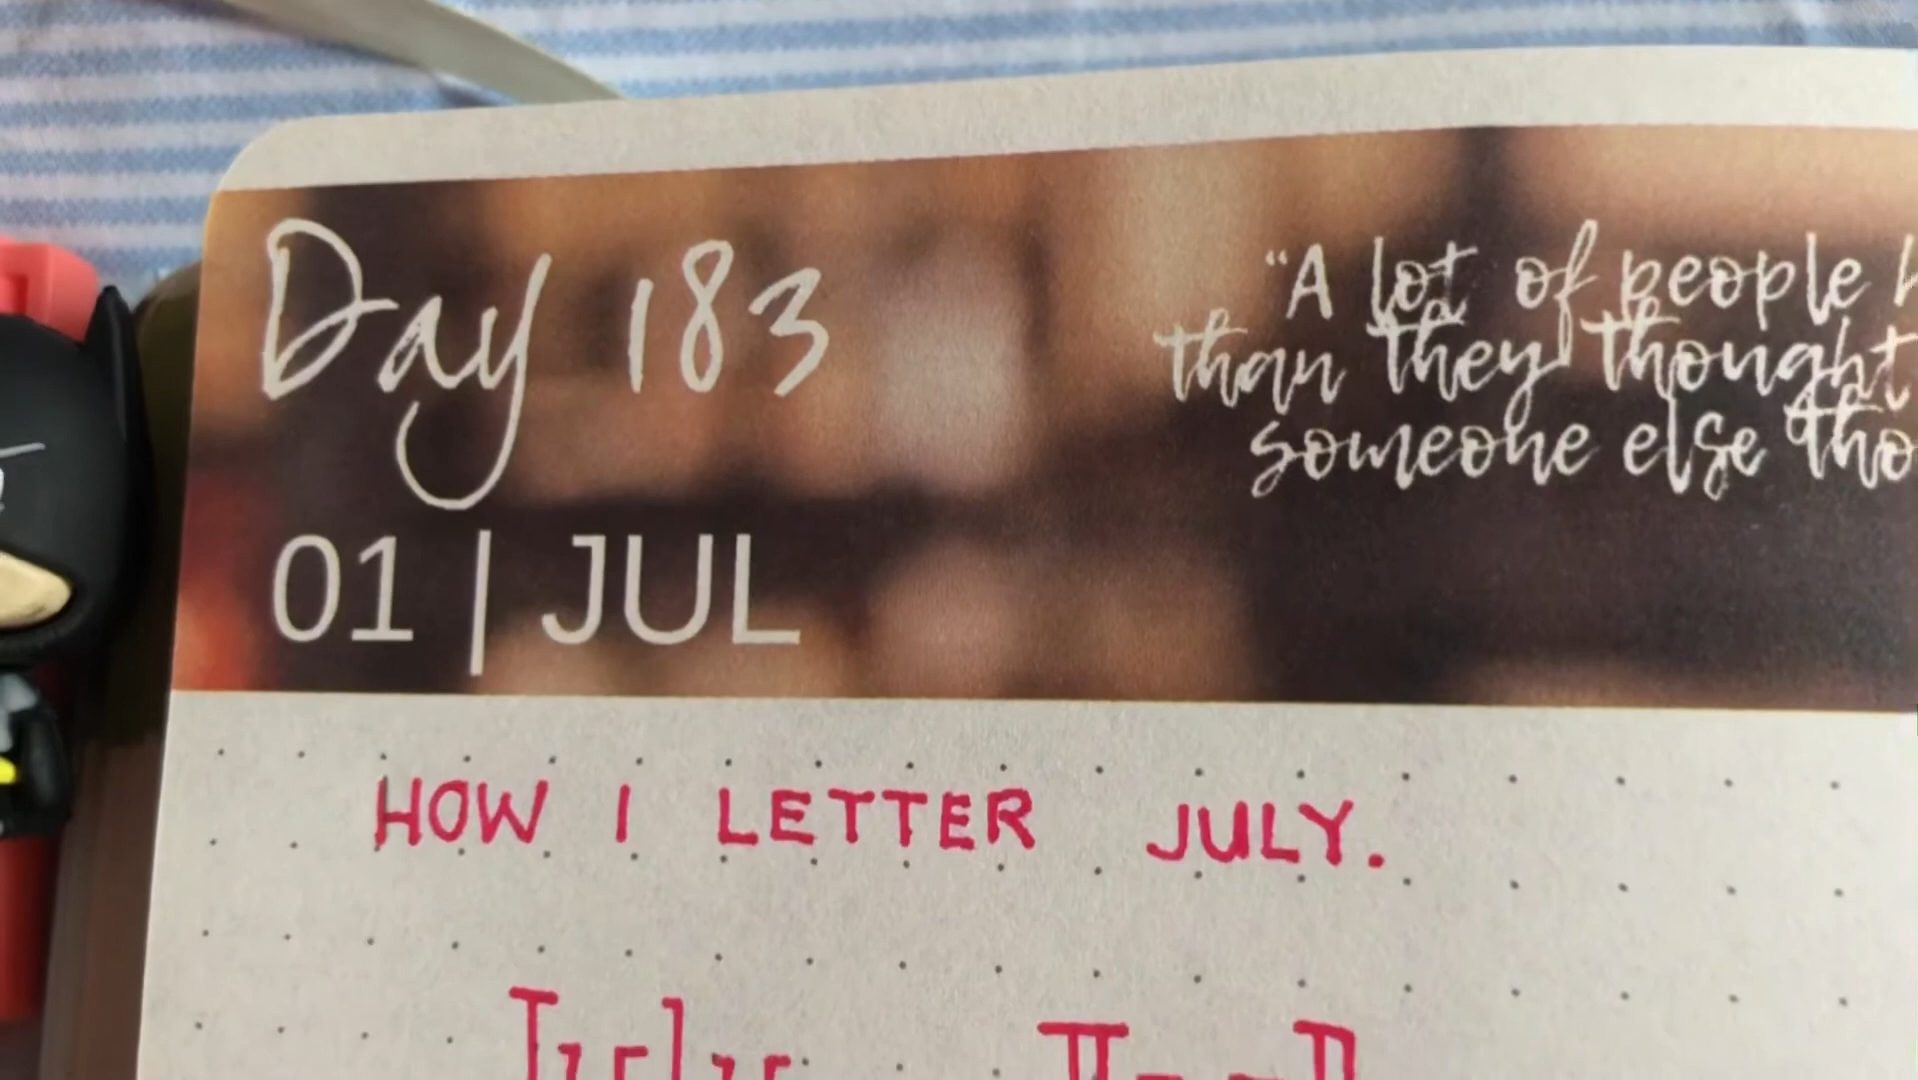 Day 183
01 | JUL
"A lot of people
than they thought
someone else
HOW I LETTER JULY.